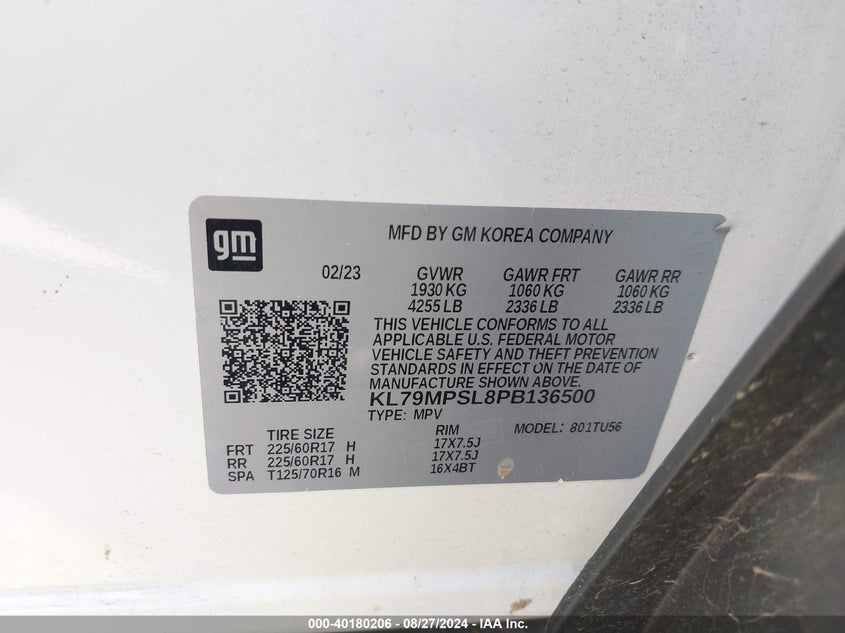 gm
MFD BY GM KOREA COMPANY
02/23 GVWR GAWR FRT GAWR RR
1930 KG 1060 KG 1060 KG
4255 LB 2336 LB 2336 LB
THIS VEHICLE CONFORMS TO ALL
APPLICABLE U.S. FEDERAL MOTOR
VEHICLE SAFETY AND THEFT PREVENTION
STANDARDS IN EFFECT ON THE DATE OF
MANUFACTURE SHOWN ABOVE.
KL79MPSL8PB136500
TYPE: MPV MODEL: 801TU56
TIRE SIZE RIM
FRT 225/60R17 H 17X7.5J
RR 225/60R17 H 17X7.5J
SPA T125/70R16 M 16X4BT
000-40180206 - 08/27/2024 - IAA Inc.